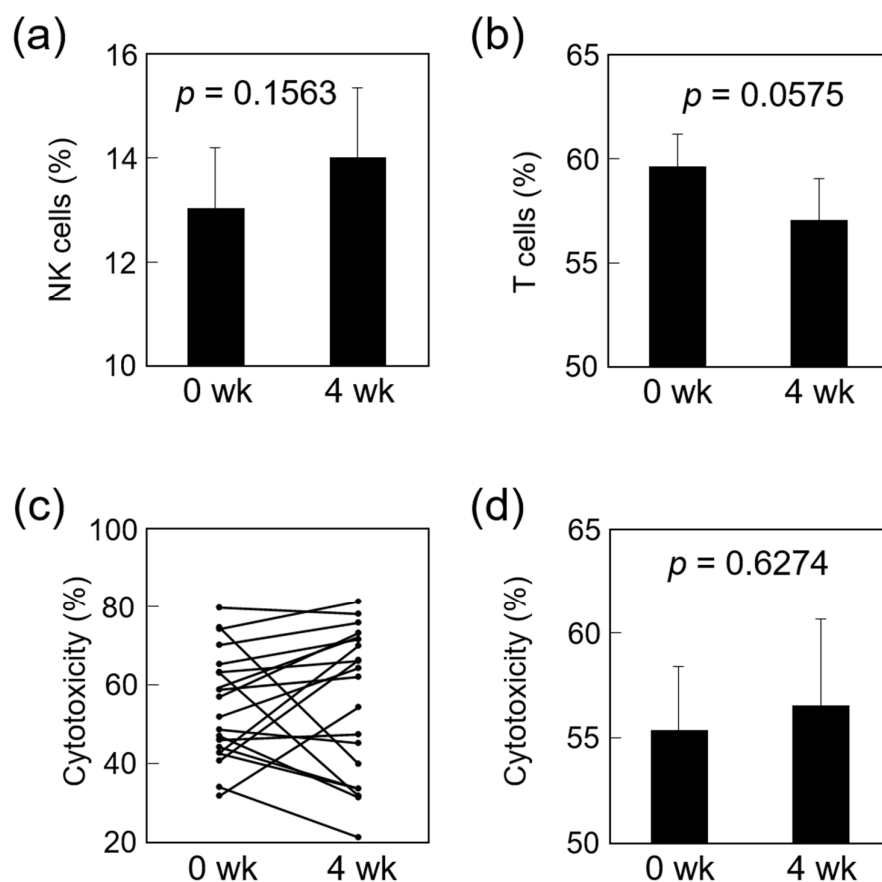 (a)
16
14
12
10
NK cells (%)
p = 0.1563
0 wk 4 wk
(b)
65
60
55
50
T cells (%)
p = 0.0575
0 wk 4 wk
(c)
100
80
60
40
20
Cytotoxicity (%)
0 wk 4 wk
(d)
65
60
55
50
Cytotoxicity (%)
p = 0.6274
0 wk 4 wk